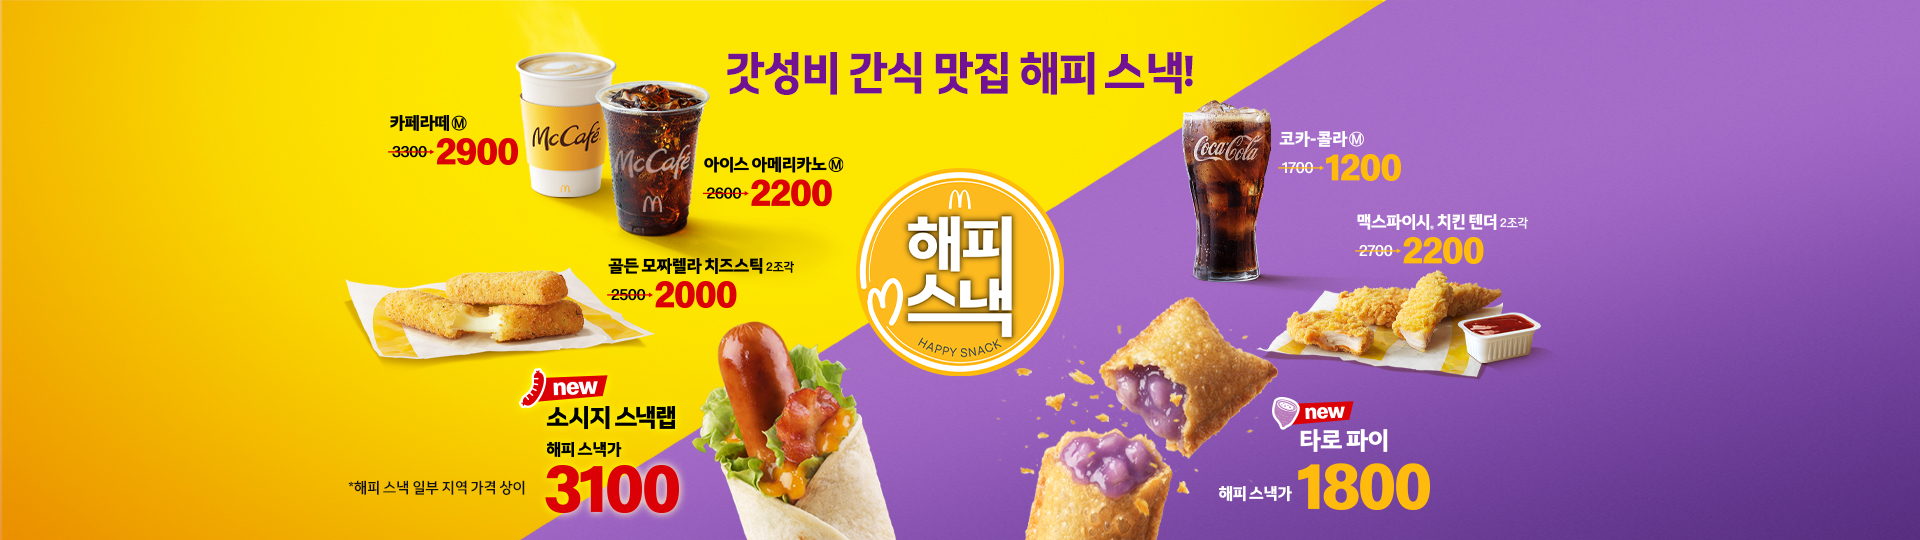 갓성비 간식 맛집 해피 스낵!
카페라떼 Ⓜ
3300 2900
McCafé
McCafé
아이스 아메리카노 Ⓜ
2600 2200
골든 모짜렐라 치즈스틱 2조각
2500 2000
new
소시지 스낵랩
해피 스낵가
3100
*해피 스낵 일부 지역 가격 상이
해피
스낵
HAPPY SNACK
Coca-Cola
코카-콜라 Ⓜ
1700 1200
맥스파이시® 치킨 텐더 2조각
2700 2200
new
타로 파이
해피 스낵가 1800